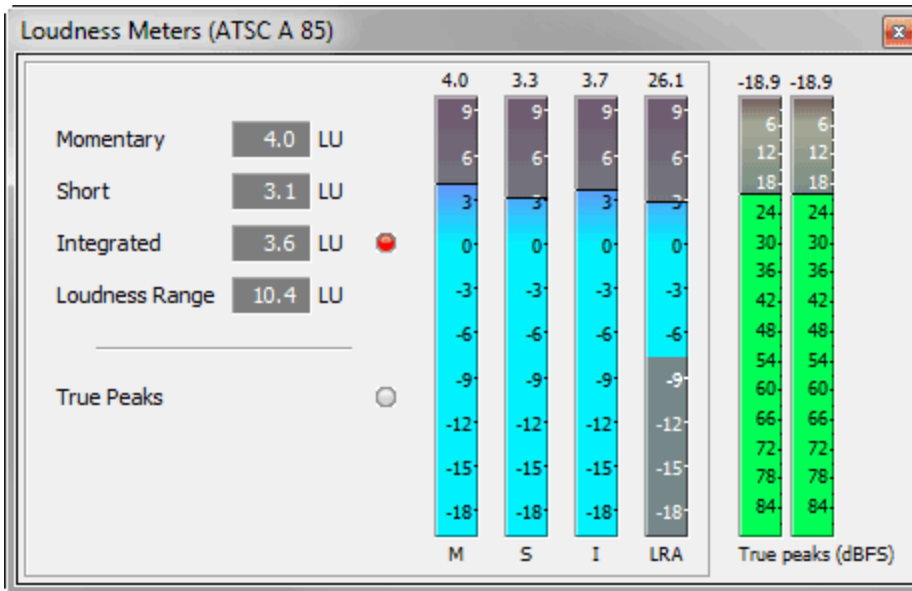 Loudness Meters (ATSC A 85)
4.0 3.3 3.7 26.1 -18.9 -18.9
Momentary 4.0 LU
Short 3.1 LU
Integrated 3.6 LU
Loudness Range 10.4 LU
True Peaks
9 9 9 9
6 6 6 6
3 3 3 3
0 0 0 0
-3 -3 -3 -3
-6 -6 -6 -6
-9 -9 -9 -9
-12 -12 -12 -12
-15 -15 -15 -15
-18 -18 -18 -18
M S I LRA
6 6
12 12
18 18
24 24
30 30
36 36
42 42
48 48
54 54
60 60
66 66
72 72
78 78
84 84
True peaks (dBFS)